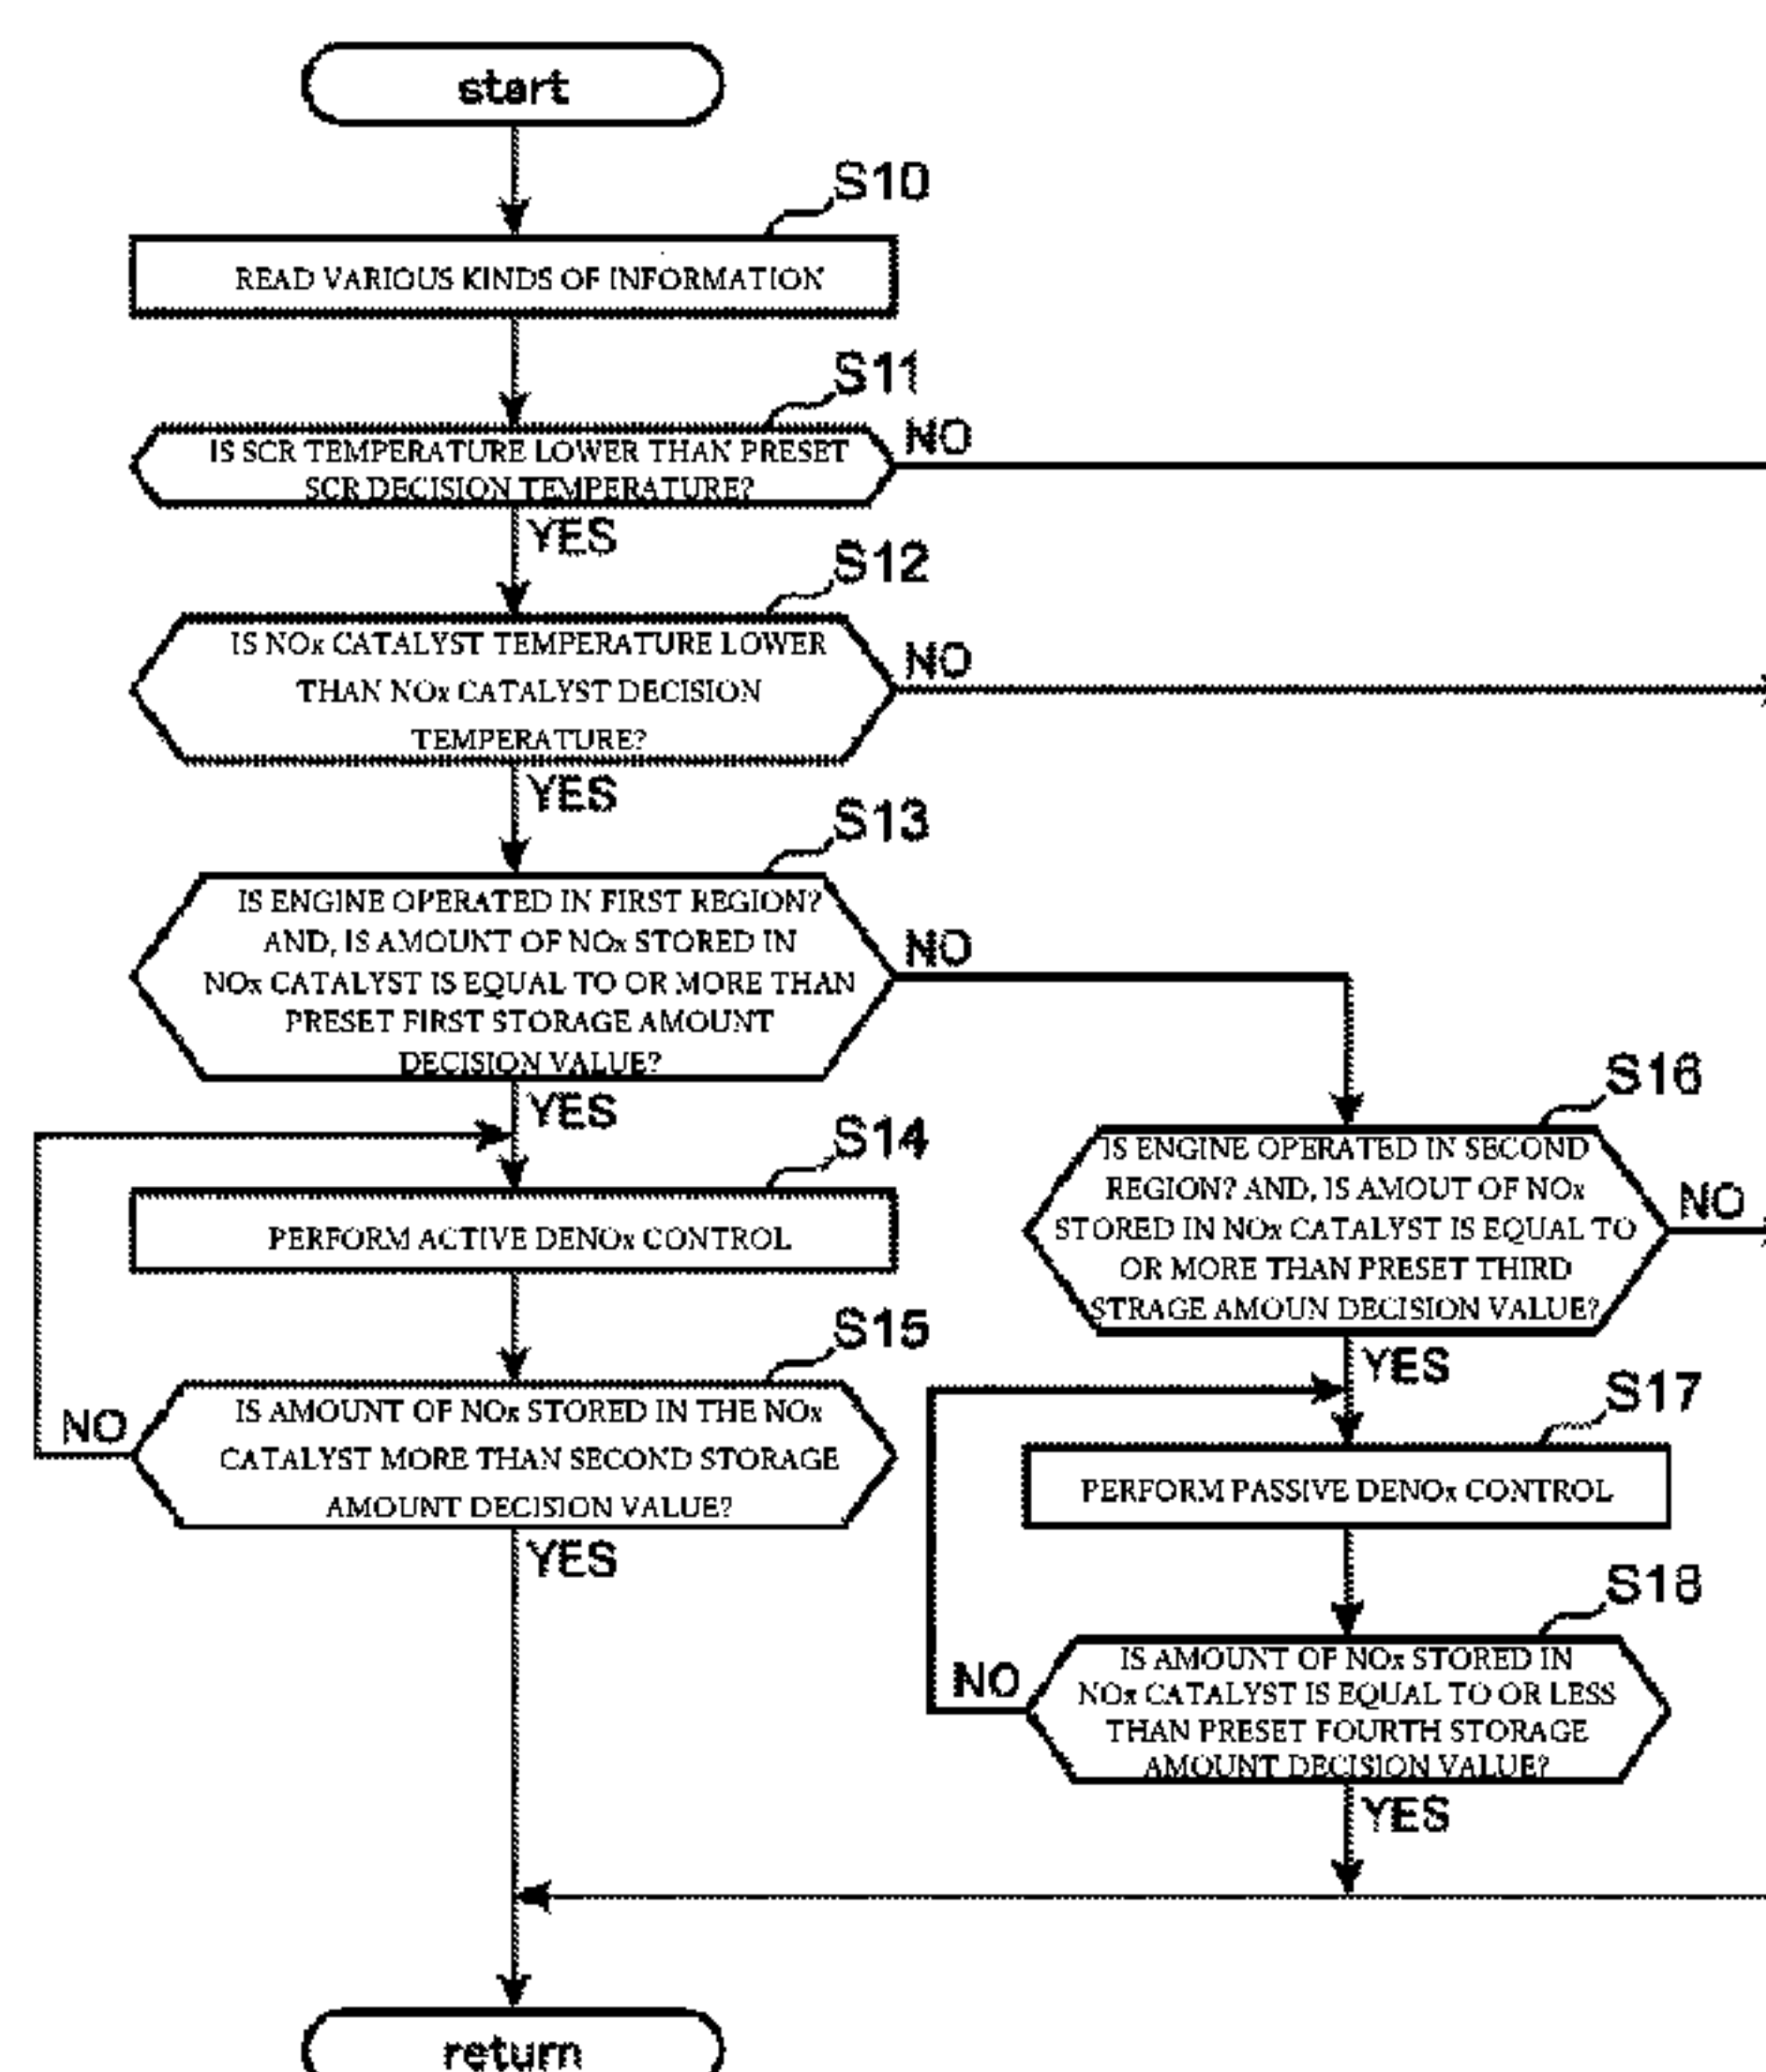 start
S10
READ VARIOUS KINDS OF INFORMATION
S11
IS SCR TEMPERATURE LOWER THAN PRESET
SCR DECISION TEMPERATURE?
NO
YES
S12
IS NOx CATALYST TEMPERATURE LOWER
THAN NOx CATALYST DECISION
TEMPERATURE?
NO
YES
S13
IS ENGINE OPERATED IN FIRST REGION?
AND, IS AMOUNT OF NOx STORED IN
NOx CATALYST IS EQUAL TO OR MORE THAN
PRESET FIRST STORAGE AMOUNT
DECISION VALUE?
NO
YES
S14
PERFORM ACTIVE DENOx CONTROL
S15
IS AMOUNT OF NOx STORED IN THE NOx
CATALYST MORE THAN SECOND STORAGE
AMOUNT DECISION VALUE?
NO
YES
S16
IS ENGINE OPERATED IN SECOND
REGION? AND, IS AMOUT OF NOx
STORED IN NOx CATALYST IS EQUAL TO
OR MORE THAN PRESET THIRD
STRAGE AMOUN DECISION VALUE?
NO
YES
S17
PERFORM PASSIVE DENOx CONTROL
S18
IS AMOUNT OF NOx STORED IN
NOx CATALYST IS EQUAL TO OR LESS
THAN PRESET FOURTH STORAGE
AMOUNT DECISION VALUE?
NO
YES
return